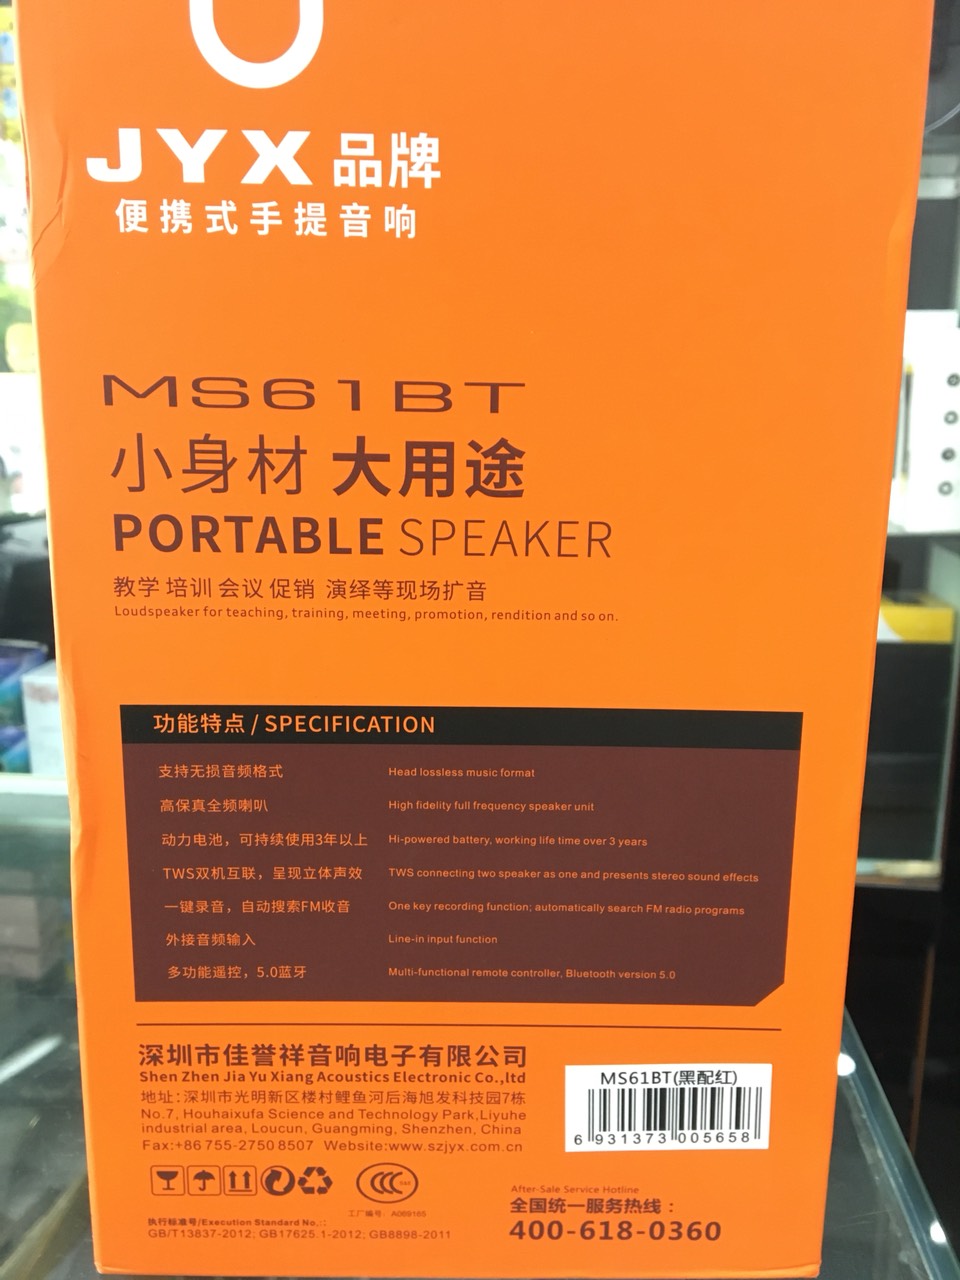 JYX 品牌
便携式手提音响
MS61BT
小身材 大用途
PORTABLE SPEAKER
教学 培训 会议 促销 演绎等现场扩音
Loudspeaker for teaching, training, meeting, promotion, rendition and so on.
功能特点 / SPECIFICATION
支持无损音频格式 Head lossless music format
高保真全频喇叭 High fidelity full frequency speaker unit
动力电池，可持续使用3年以上 Hi-powered battery, working life time over 3 years
TWS双机互联，呈现立体声效 TWS connecting two speaker as one and presents stereo sound effects
一键录音，自动搜索FM收音 One key recording function; automatically search FM radio programs
外接音频输入 Line-in input function
多功能遥控，5.0蓝牙 Multi-functional remote controller, Bluetooth version 5.0
深圳市佳誉祥音响电子有限公司
Shen Zhen Jia Yu Xiang Acoustics Electronic Co.,ltd
地址：深圳市光明新区楼村鲤鱼河后海旭发科技园7栋
No.7, Houhaixufa Science and Technology Park,Liyuhe
industrial area, Loucun, Guangming, Shenzhen, China
Fax:+86 755-2750 8507 Website:www.szjyx.com.cn
MS61BT(黑配红)
6 931373 005658
工厂编号：A069165
执行标准号/Execution Standard No.,:
GB/T13837-2012; GB17625.1-2012; GB8898-2011
After-Sale Service Hotline
全国统一服务热线：
400-618-0360